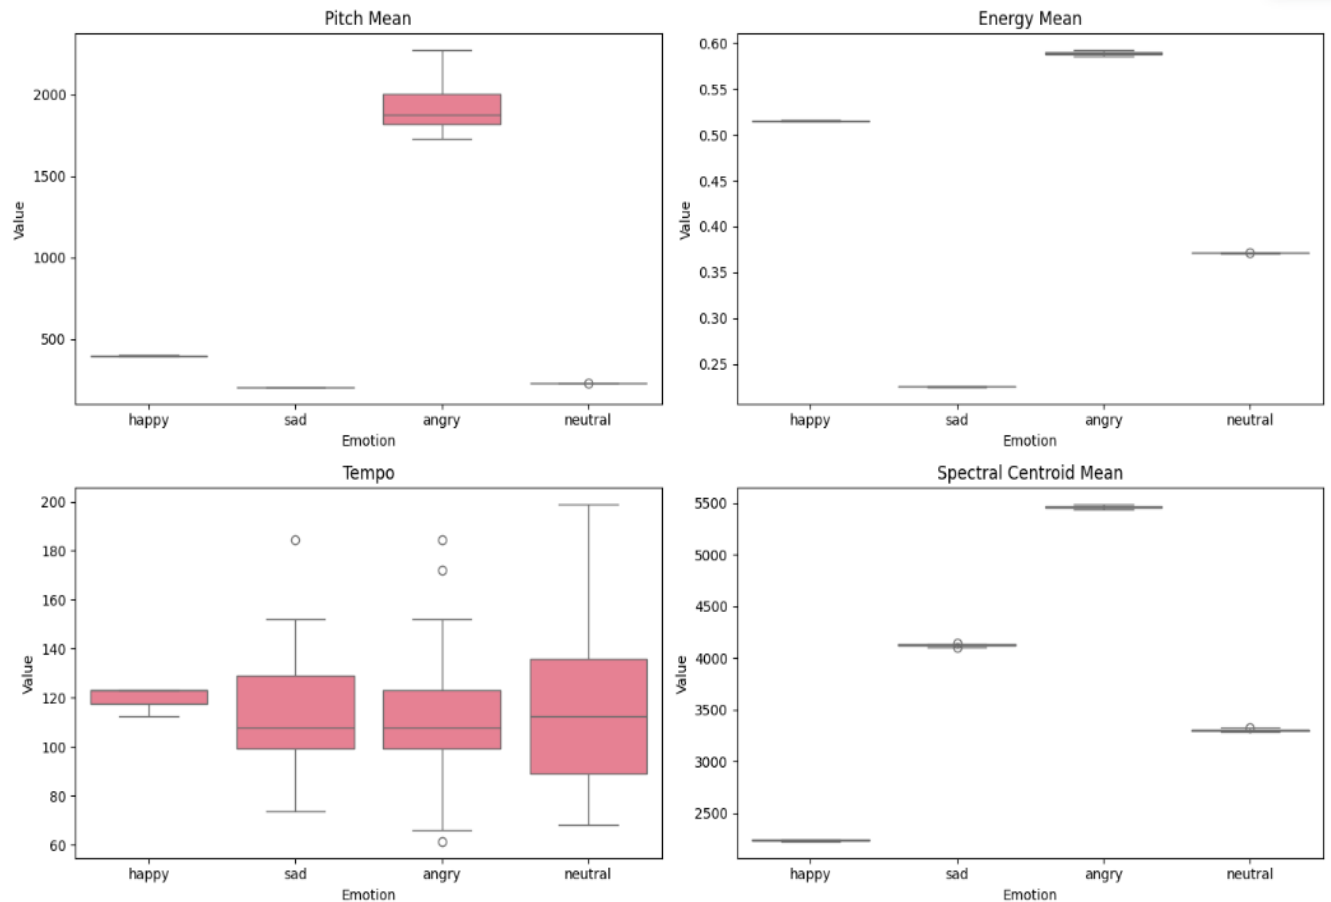 Pitch Mean
2000
1500
1000
500
Value
happy sad angry neutral
Emotion
Energy Mean
0.60
0.55
0.50
0.45
0.40
0.35
0.30
0.25
Value
happy sad angry neutral
Emotion
Tempo
200
180
160
140
120
100
80
60
Value
happy sad angry neutral
Emotion
Spectral Centroid Mean
5500
5000
4500
4000
3500
3000
2500
Value
happy sad angry neutral
Emotion